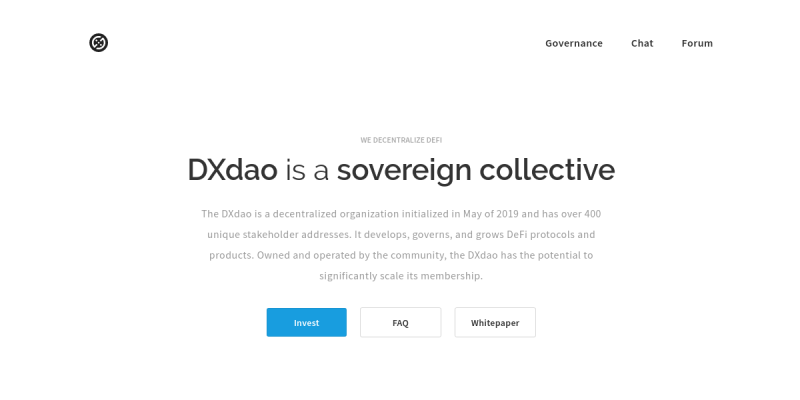 Governance Chat Forum
WE DECENTRALIZE DEFI
DXdao is a sovereign collective
The DXdao is a decentralized organization initialized in May of 2019 and has over 400
unique stakeholder addresses. It develops, governs, and grows DeFi protocols and
products. Owned and operated by the community, the DXdao has the potential to
significantly scale its membership.
Invest FAQ Whitepaper